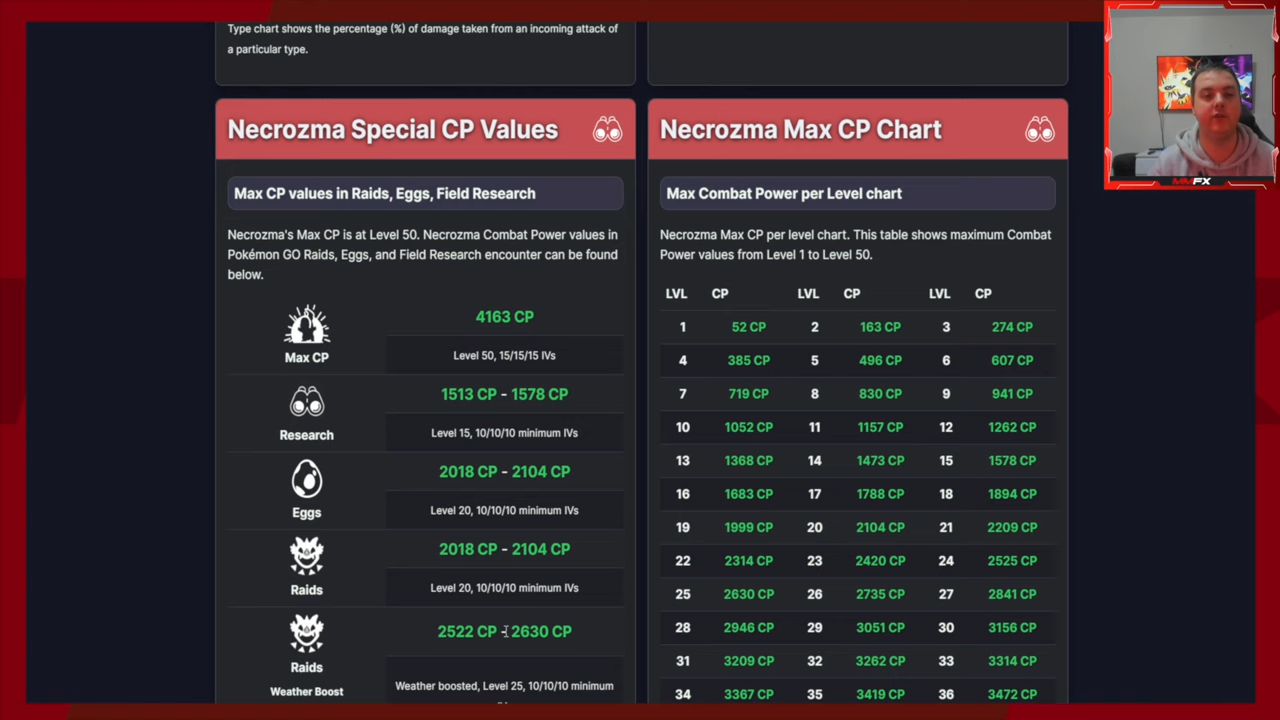 Type chart shows the percentage (%) of damage taken from an incoming attack of
a particular type.
MMFX
Necrozma Special CP Values
Max CP values in Raids, Eggs, Field Research
Necrozma's Max CP is at Level 50. Necrozma Combat Power values in
Pokémon GO Raids, Eggs, and Field Research encounter can be found
below.
Max CP
4163 CP
Level 50, 15/15/15 IVs
Research
1513 CP - 1578 CP
Level 15, 10/10/10 minimum IVs
Eggs
2018 CP - 2104 CP
Level 20, 10/10/10 minimum IVs
Raids
2018 CP - 2104 CP
Level 20, 10/10/10 minimum IVs
Raids
Weather Boost
2522 CP - 2630 CP
Weather boosted, Level 25, 10/10/10 minimum
Necrozma Max CP Chart
Max Combat Power per Level chart
Necrozma Max CP per level chart. This table shows maximum Combat
Power values from Level 1 to Level 50.
LVL CP LVL CP LVL CP
1 52 CP 2 163 CP 3 274 CP
4 385 CP 5 496 CP 6 607 CP
7 719 CP 8 830 CP 9 941 CP
10 1052 CP 11 1157 CP 12 1262 CP
13 1368 CP 14 1473 CP 15 1578 CP
16 1683 CP 17 1788 CP 18 1894 CP
19 1999 CP 20 2104 CP 21 2209 CP
22 2314 CP 23 2420 CP 24 2525 CP
25 2630 CP 26 2735 CP 27 2841 CP
28 2946 CP 29 3051 CP 30 3156 CP
31 3209 CP 32 3262 CP 33 3314 CP
34 3367 CP 35 3419 CP 36 3472 CP